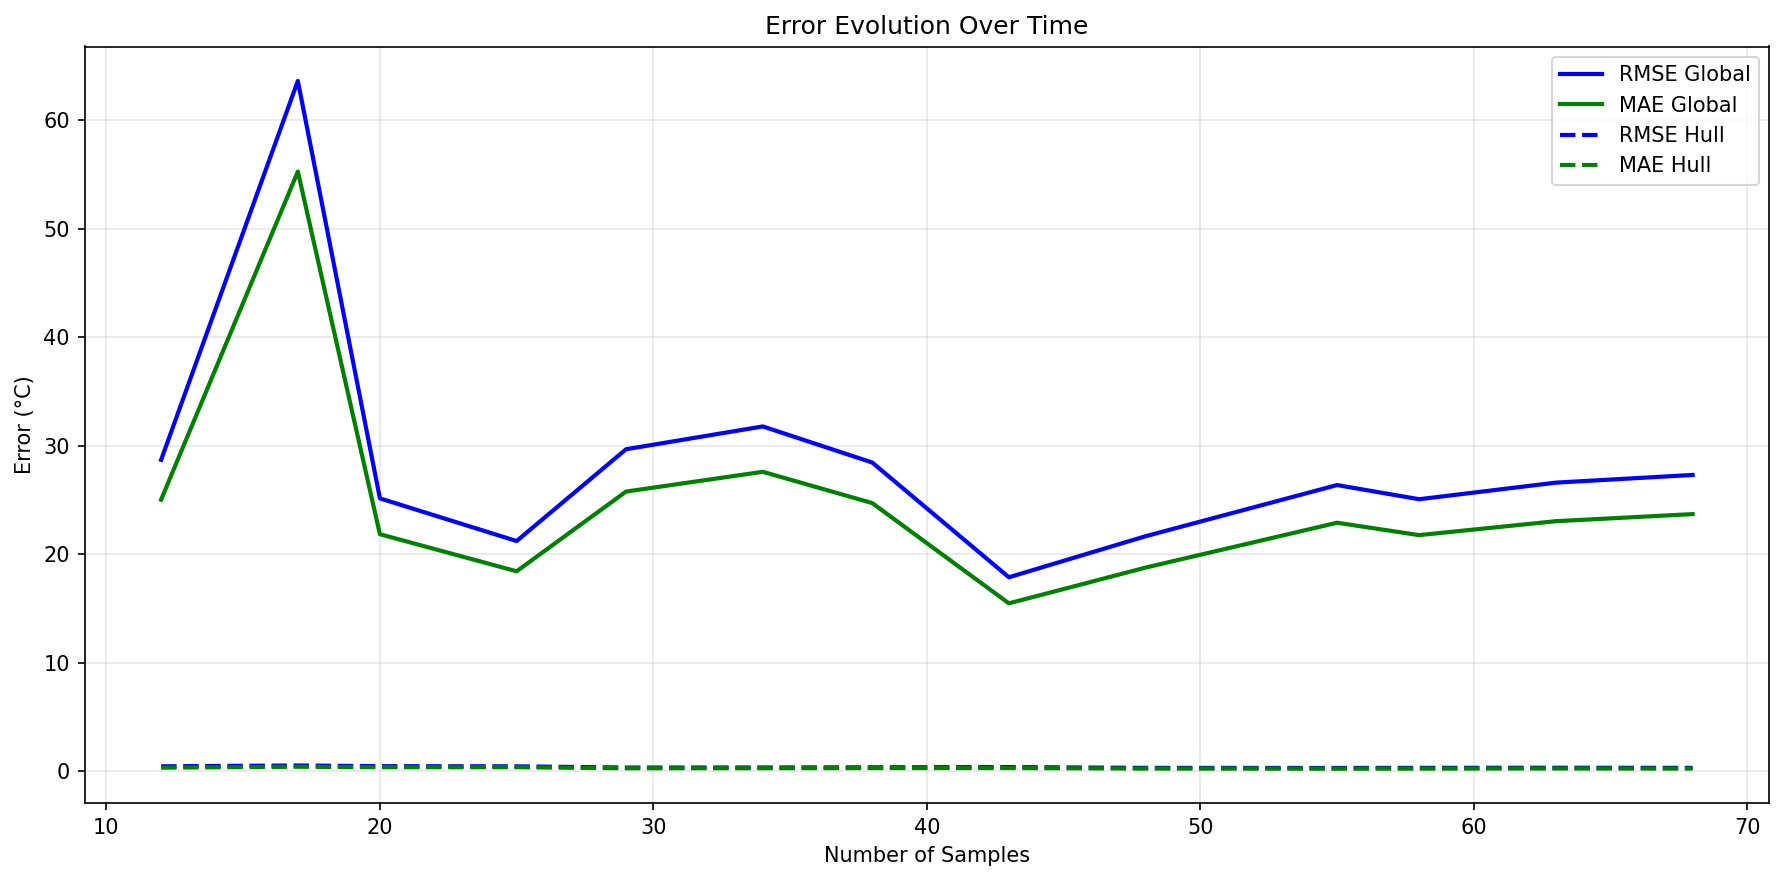 Error Evolution Over Time
RMSE Global
MAE Global
RMSE Hull
MAE Hull
Error (°C)
60
50
40
30
20
10
0
10 20 30 40 50 60 70
Number of Samples